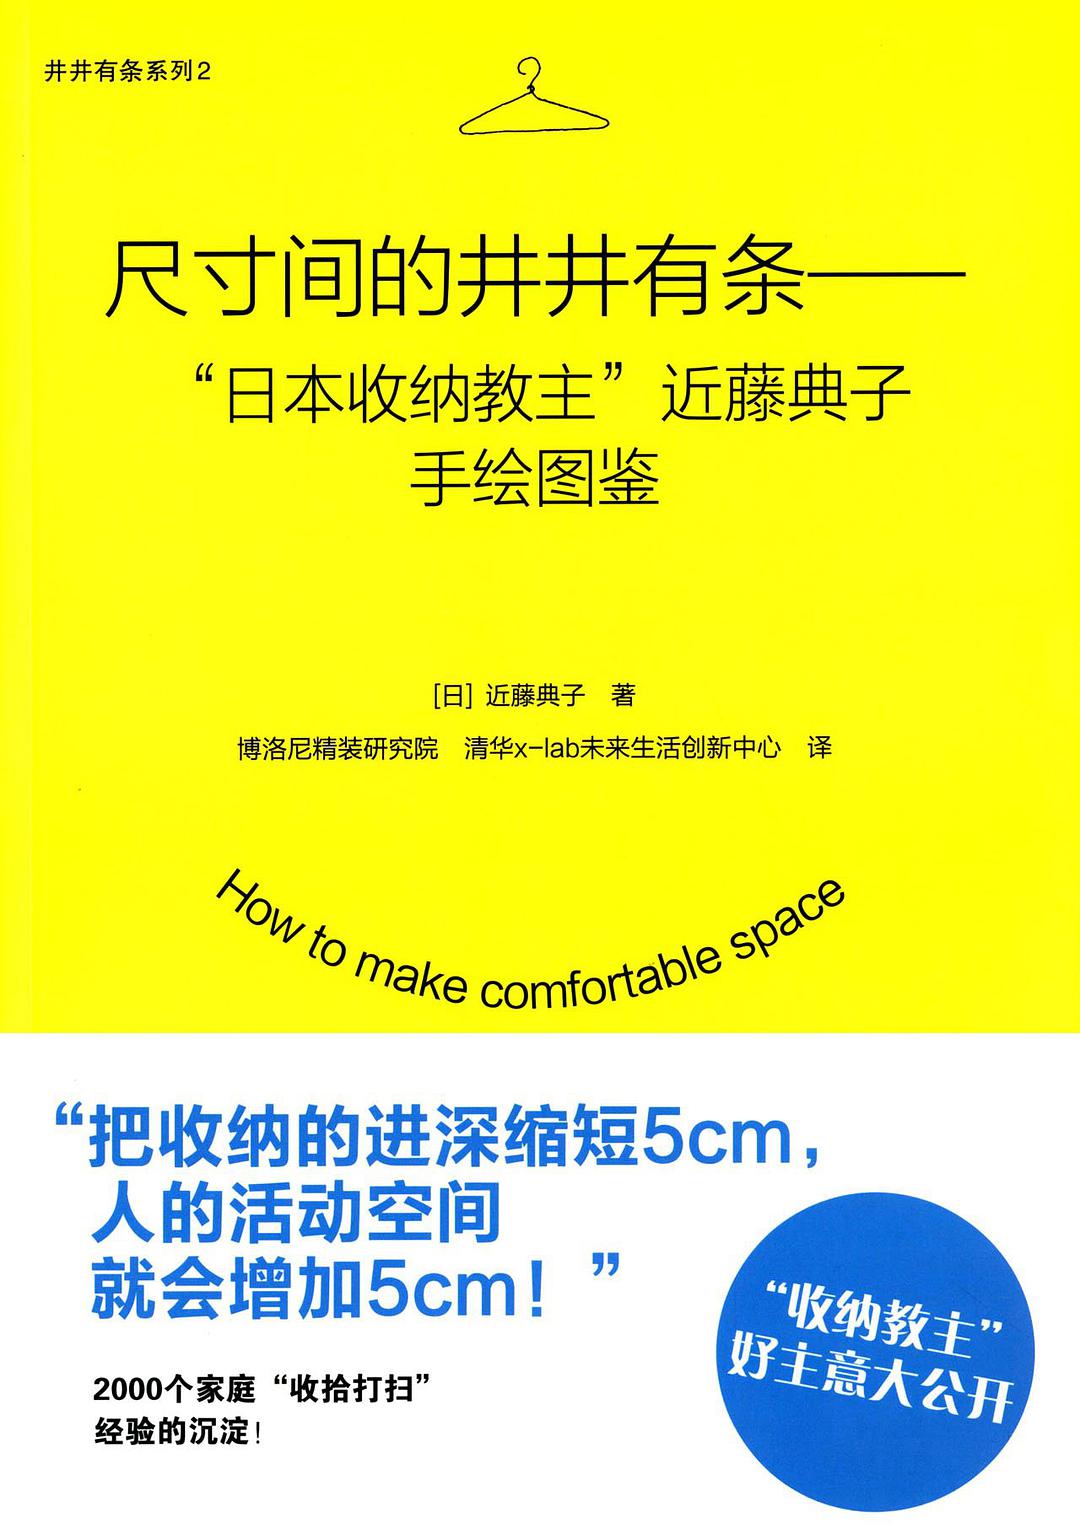 井井有条系列2
尺寸间的井井有条——
“日本收纳教主”近藤典子
手绘图鉴
[日] 近藤典子 著
博洛尼精装研究院 清华x-lab未来生活创新中心 译
How to make comfortable space
“把收纳的进深缩短5cm，
人的活动空间
就会增加5cm！”
“收纳教主”
好主意大公开
2000个家庭“收拾打扫”
经验的沉淀！